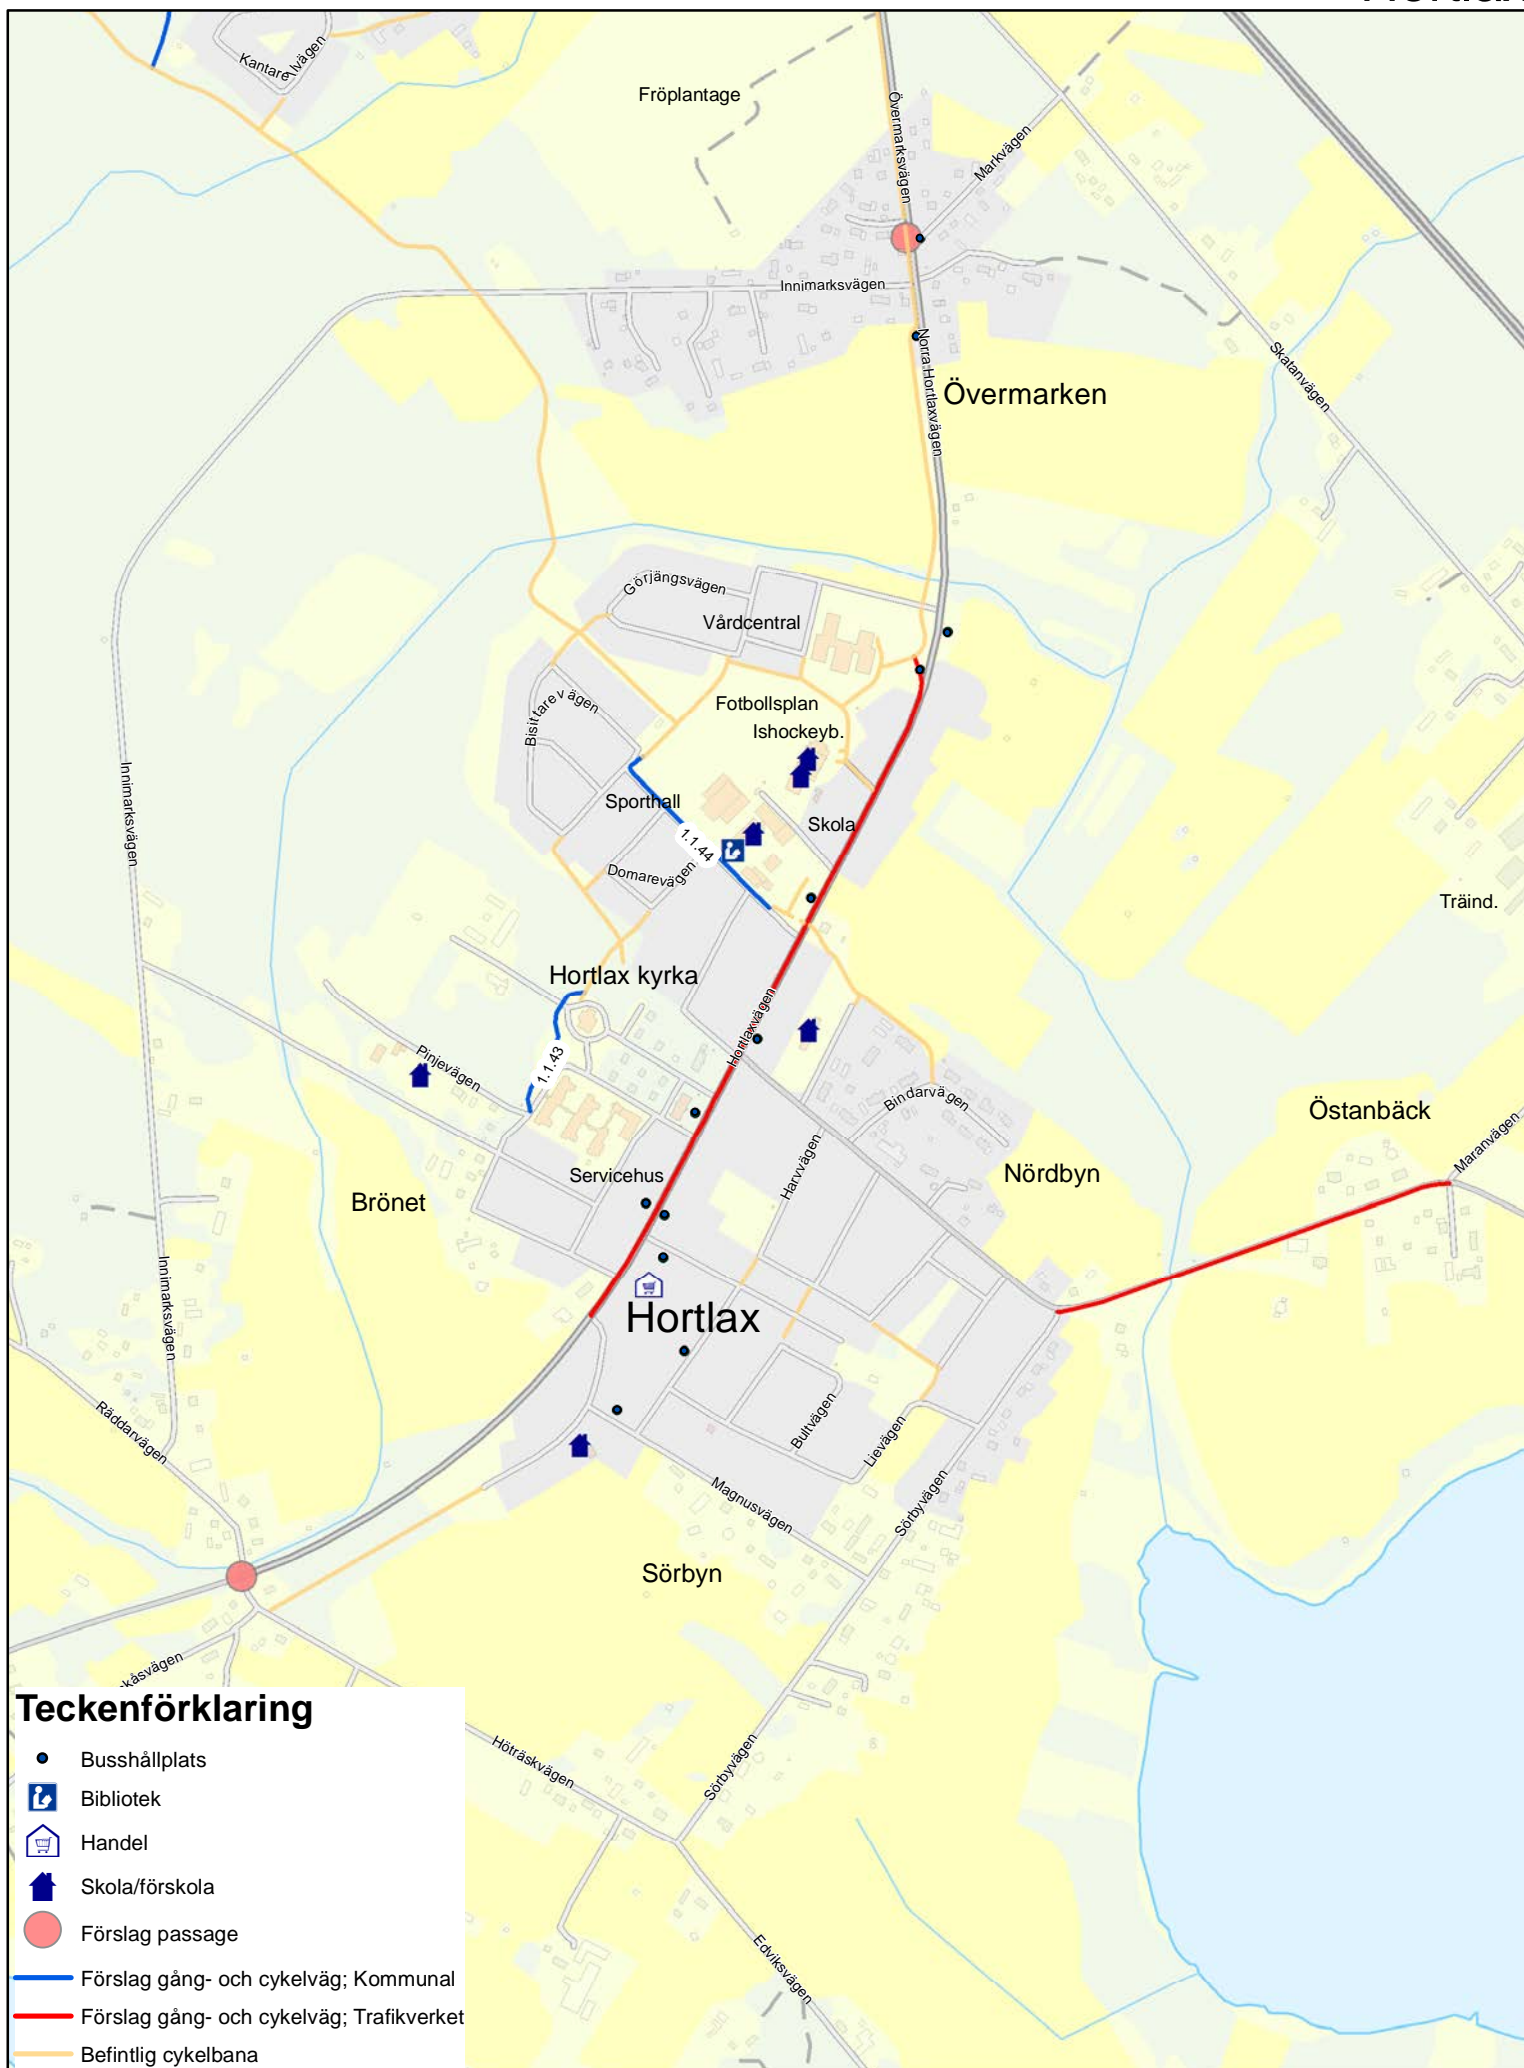 Kantarellvägen
Fröplantage
Övermarksvägen
Markvägen
Innimarksvägen
Norra Hortlaxvägen
Skatanvägen
Övermarken
Görjängsvägen
Vårdcentral
Bisittarevägen
Fotbollsplan
Ishockeyb.
Innimarksvägen
Sporthall
Skola
1.1.44
Domarevägen
Träind.
Hortlax kyrka
Hortlaxvägen
Pinjevägen
1.1.43
Bindarvägen
Östanbäck
Maranvägen
Harvvägen
Nördbyn
Servicehus
Brönet
Innimarksvägen
Hortlax
Räddarvägen
Bultvägen
Lievägen
Magnusvägen
Sörbyvägen
Sörbyn
kåsvägen
Höträskvägen
Sörbyvägen
Edviksvägen
Teckenförklaring
Busshållplats
Bibliotek
Handel
Skola/förskola
Förslag passage
Förslag gång- och cykelväg; Kommunal
Förslag gång- och cykelväg; Trafikverket
Befintlig cykelbana